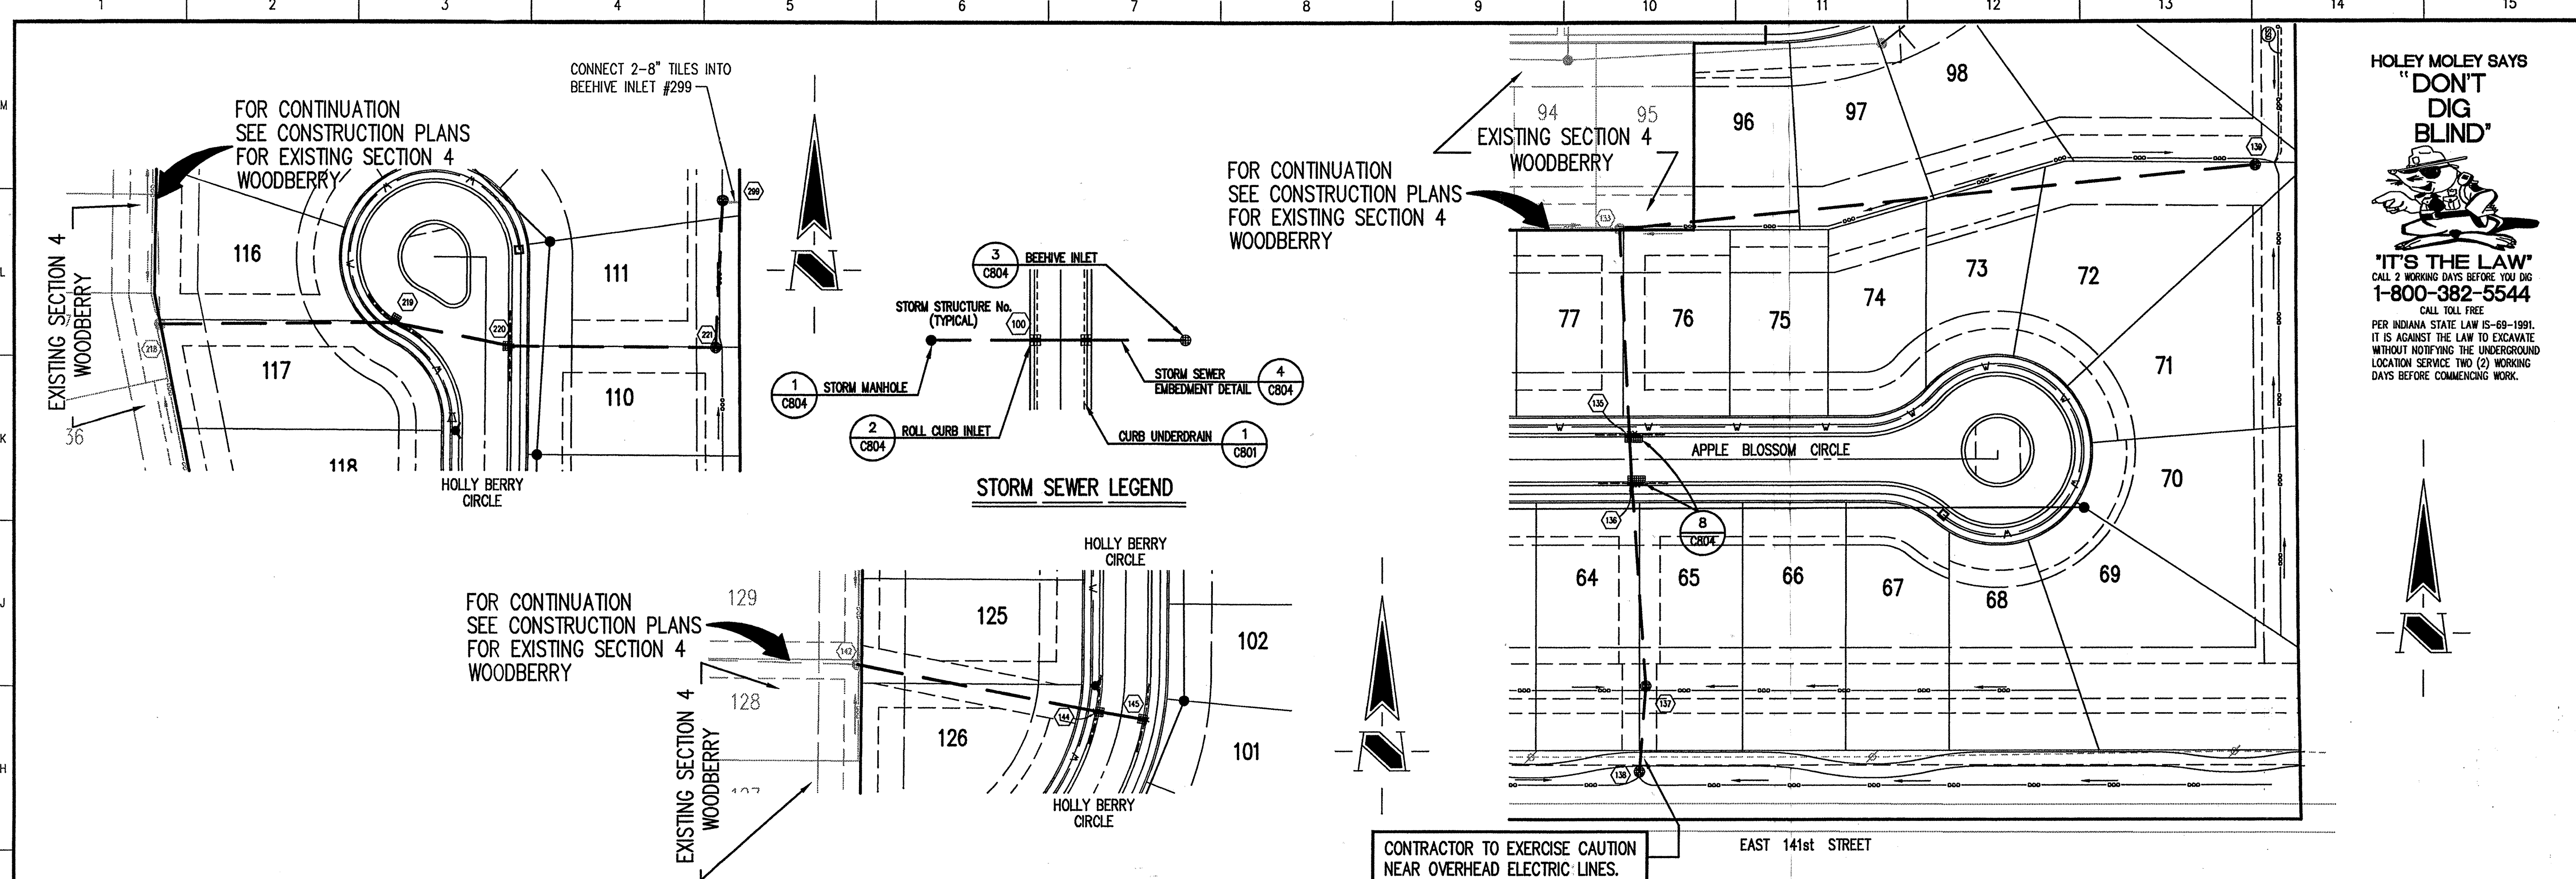 1 2 3 4 5 6 7 8 9 10 11 12 13 14 15
M
L
K
J
H
CONNECT 2-8" TILES INTO
BEEHIVE INLET #299
FOR CONTINUATION
SEE CONSTRUCTION PLANS
FOR EXISTING SECTION 4
WOODBERRY
EXISTING SECTION 4
WOODBERRY
116
117
118
111
110
36
299
219
220
221
218
HOLLY BERRY
CIRCLE
N
3
C804
BEEHIVE INLET
STORM STRUCTURE No.
(TYPICAL)
100
1
C804
STORM MANHOLE
2
C804
ROLL CURB INLET
STORM SEWER
EMBEDMENT DETAIL
4
C804
CURB UNDERDRAIN
1
C801
STORM SEWER LEGEND
HOLLY BERRY
CIRCLE
FOR CONTINUATION
SEE CONSTRUCTION PLANS
FOR EXISTING SECTION 4
WOODBERRY
EXISTING SECTION 4
WOODBERRY
129
128
127
142
125
126
144
145
102
101
HOLLY BERRY
CIRCLE
N
FOR CONTINUATION
SEE CONSTRUCTION PLANS
FOR EXISTING SECTION 4
WOODBERRY
94
95
EXISTING SECTION 4
WOODBERRY
96
97
98
139
133
77
76
75
74
73
72
71
70
69
68
67
66
65
64
135
136
APPLE BLOSSOM CIRCLE
8
C804
137
138
CONTRACTOR TO EXERCISE CAUTION
NEAR OVERHEAD ELECTRIC LINES.
EAST 141st STREET
HOLEY MOLEY SAYS
"DON'T
DIG
BLIND"
"IT'S THE LAW"
CALL 2 WORKING DAYS BEFORE YOU DIG
1-800-382-5544
CALL TOLL FREE
PER INDIANA STATE LAW IS-69-1991.
IT IS AGAINST THE LAW TO EXCAVATE
WITHOUT NOTIFYING THE UNDERGROUND
LOCATION SERVICE TWO (2) WORKING
DAYS BEFORE COMMENCING WORK.
N